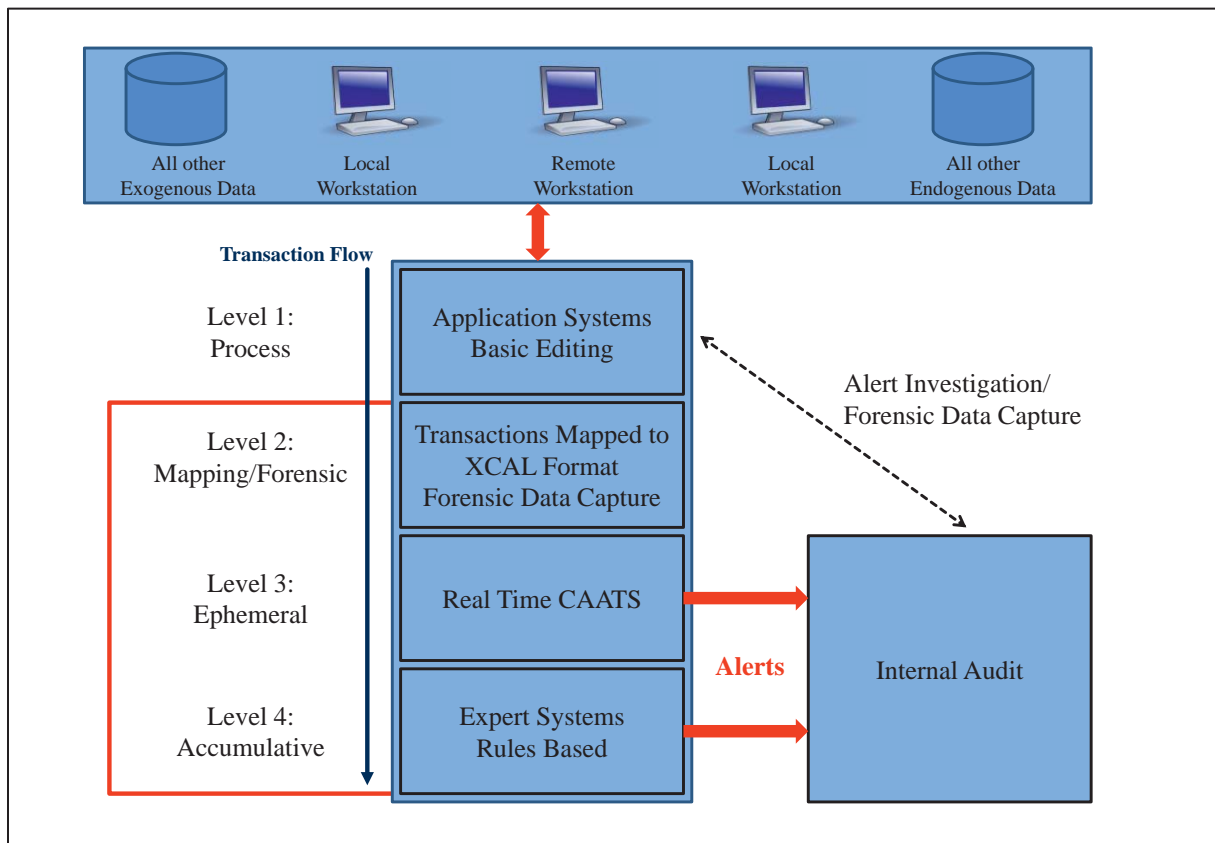 All other
Exogenous Data
Local
Workstation
Remote
Workstation
Local
Workstation
All other
Endogenous Data
Transaction Flow
Level 1:
Process
Application Systems
Basic Editing
Alert Investigation/
Forensic Data Capture
Level 2:
Mapping/Forensic
Transactions Mapped to
XCAL Format
Forensic Data Capture
Level 3:
Ephemeral
Real Time CAATS
Alerts
Internal Audit
Level 4:
Accumulative
Expert Systems
Rules Based